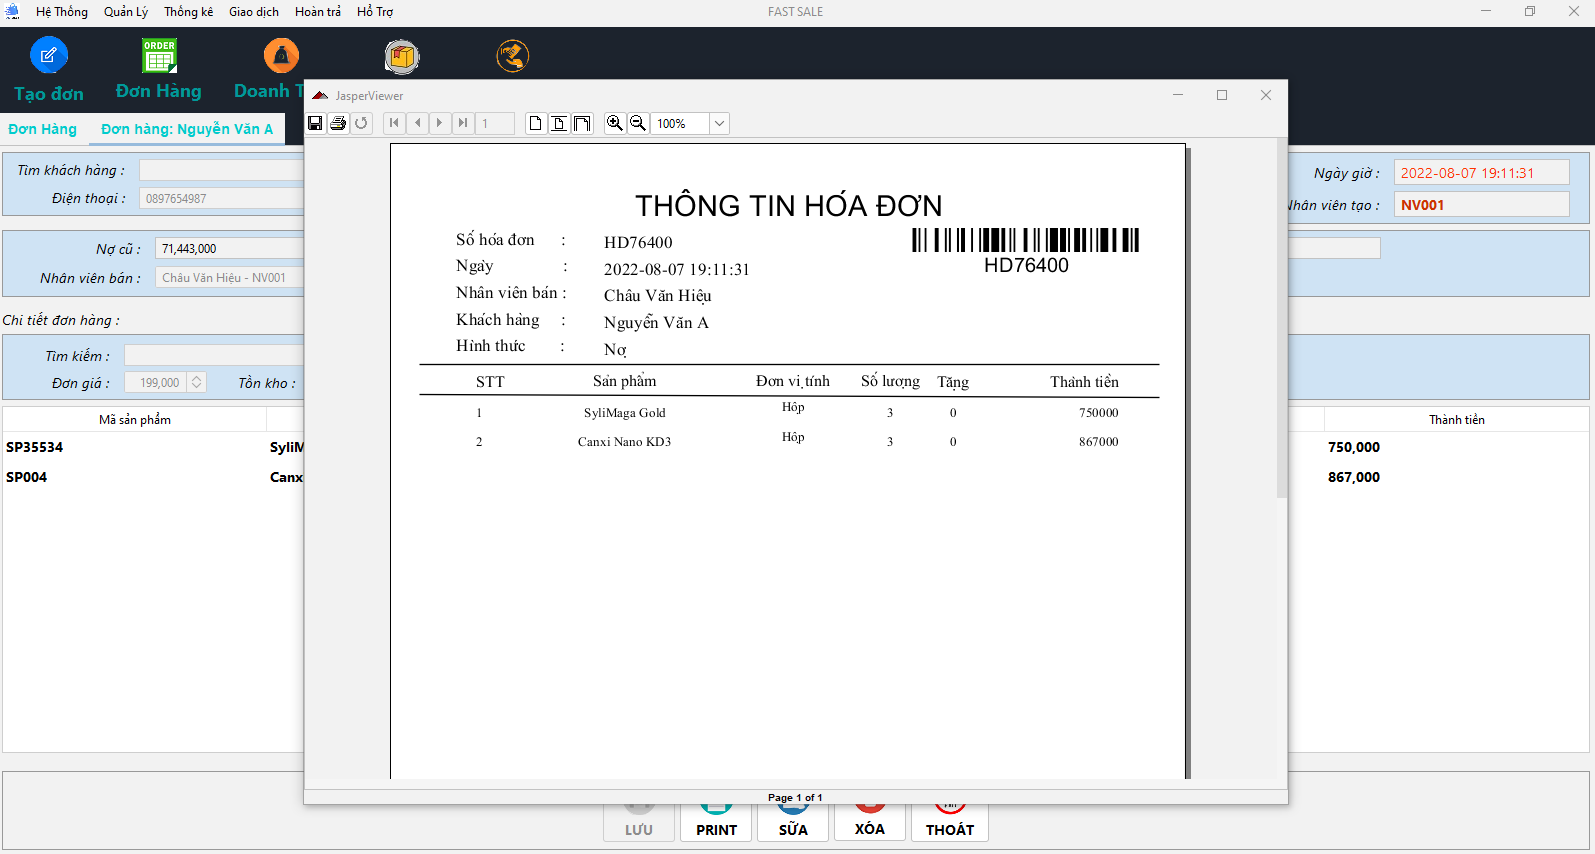 Hệ Thống Quản Lý Thống kê Giao dịch Hoàn trả Hỗ Trợ
FAST SALE
Tạo đơn
ORDER
Đơn Hàng
Doanh T
Đơn Hàng
Đơn hàng: Nguyễn Văn A
Tìm khách hàng :
Điện thoại : 0897654987
Ngày giờ : 2022-08-07 19:11:31
Nhân viên tạo : NV001
Nợ cũ : 71,443,000
Nhân viên bán : Châu Văn Hiệu - NV001
Chi tiết đơn hàng :
Tìm kiếm :
Đơn giá : 199,000 Tồn kho :
Mã sản phẩm
Thành tiền
SP35534 SyliM 750,000
SP004 Canx 867,000
JasperViewer
1
100%
THÔNG TIN HÓA ĐƠN
Số hóa đơn : HD76400
HD76400
Ngày : 2022-08-07 19:11:31
Nhân viên bán : Châu Văn Hiệu
Khách hàng : Nguyễn Văn A
Hình thức : Nợ
STT Sản phẩm Đơn vị tính Số lượng Tặng Thành tiền
1 SyliMaga Gold Hộp 3 0 750000
2 Canxi Nano KD3 Hộp 3 0 867000
Page 1 of 1
LƯU PRINT SỮA XÓA THOÁT